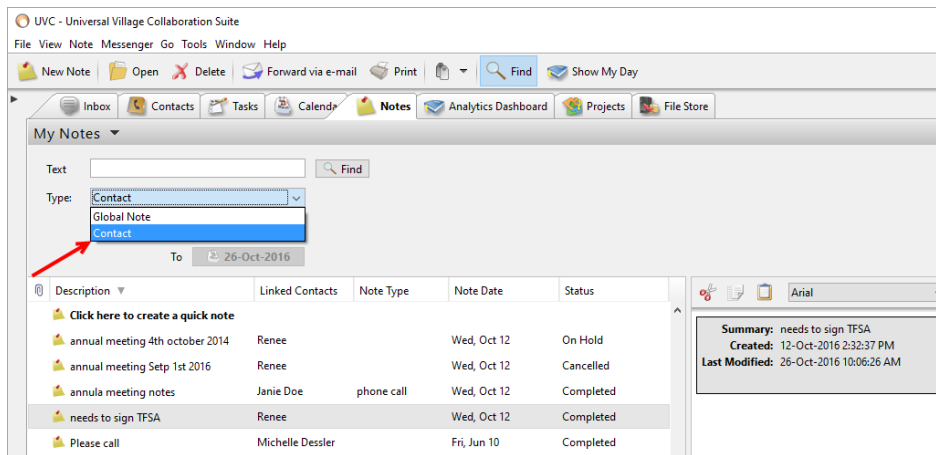 UVC - Universal Village Collaboration Suite
File View Note Messenger Go Tools Window Help
New Note Open Delete Forward via e-mail Print Find Show My Day
Inbox Contacts Tasks Calenda Notes Analytics Dashboard Projects File Store
My Notes
Text Find
Type: Contact
Global Note
Contact
To 26-Oct-2016
Description Linked Contacts Note Type Note Date Status Arial
Click here to create a quick note
annual meeting 4th october 2014 Renee Wed, Oct 12 On Hold
annual meeting Setp 1st 2016 Renee Wed, Oct 12 Cancelled
annula meeting notes Janie Doe phone call Wed, Oct 12 Completed
needs to sign TFSA Renee Wed, Oct 12 Completed
Please call Michelle Dessler Fri, Jun 10 Completed
Summary: needs to sign TFSA
Created: 12-Oct-2016 2:32:37 PM
Last Modified: 26-Oct-2016 10:06:26 AM